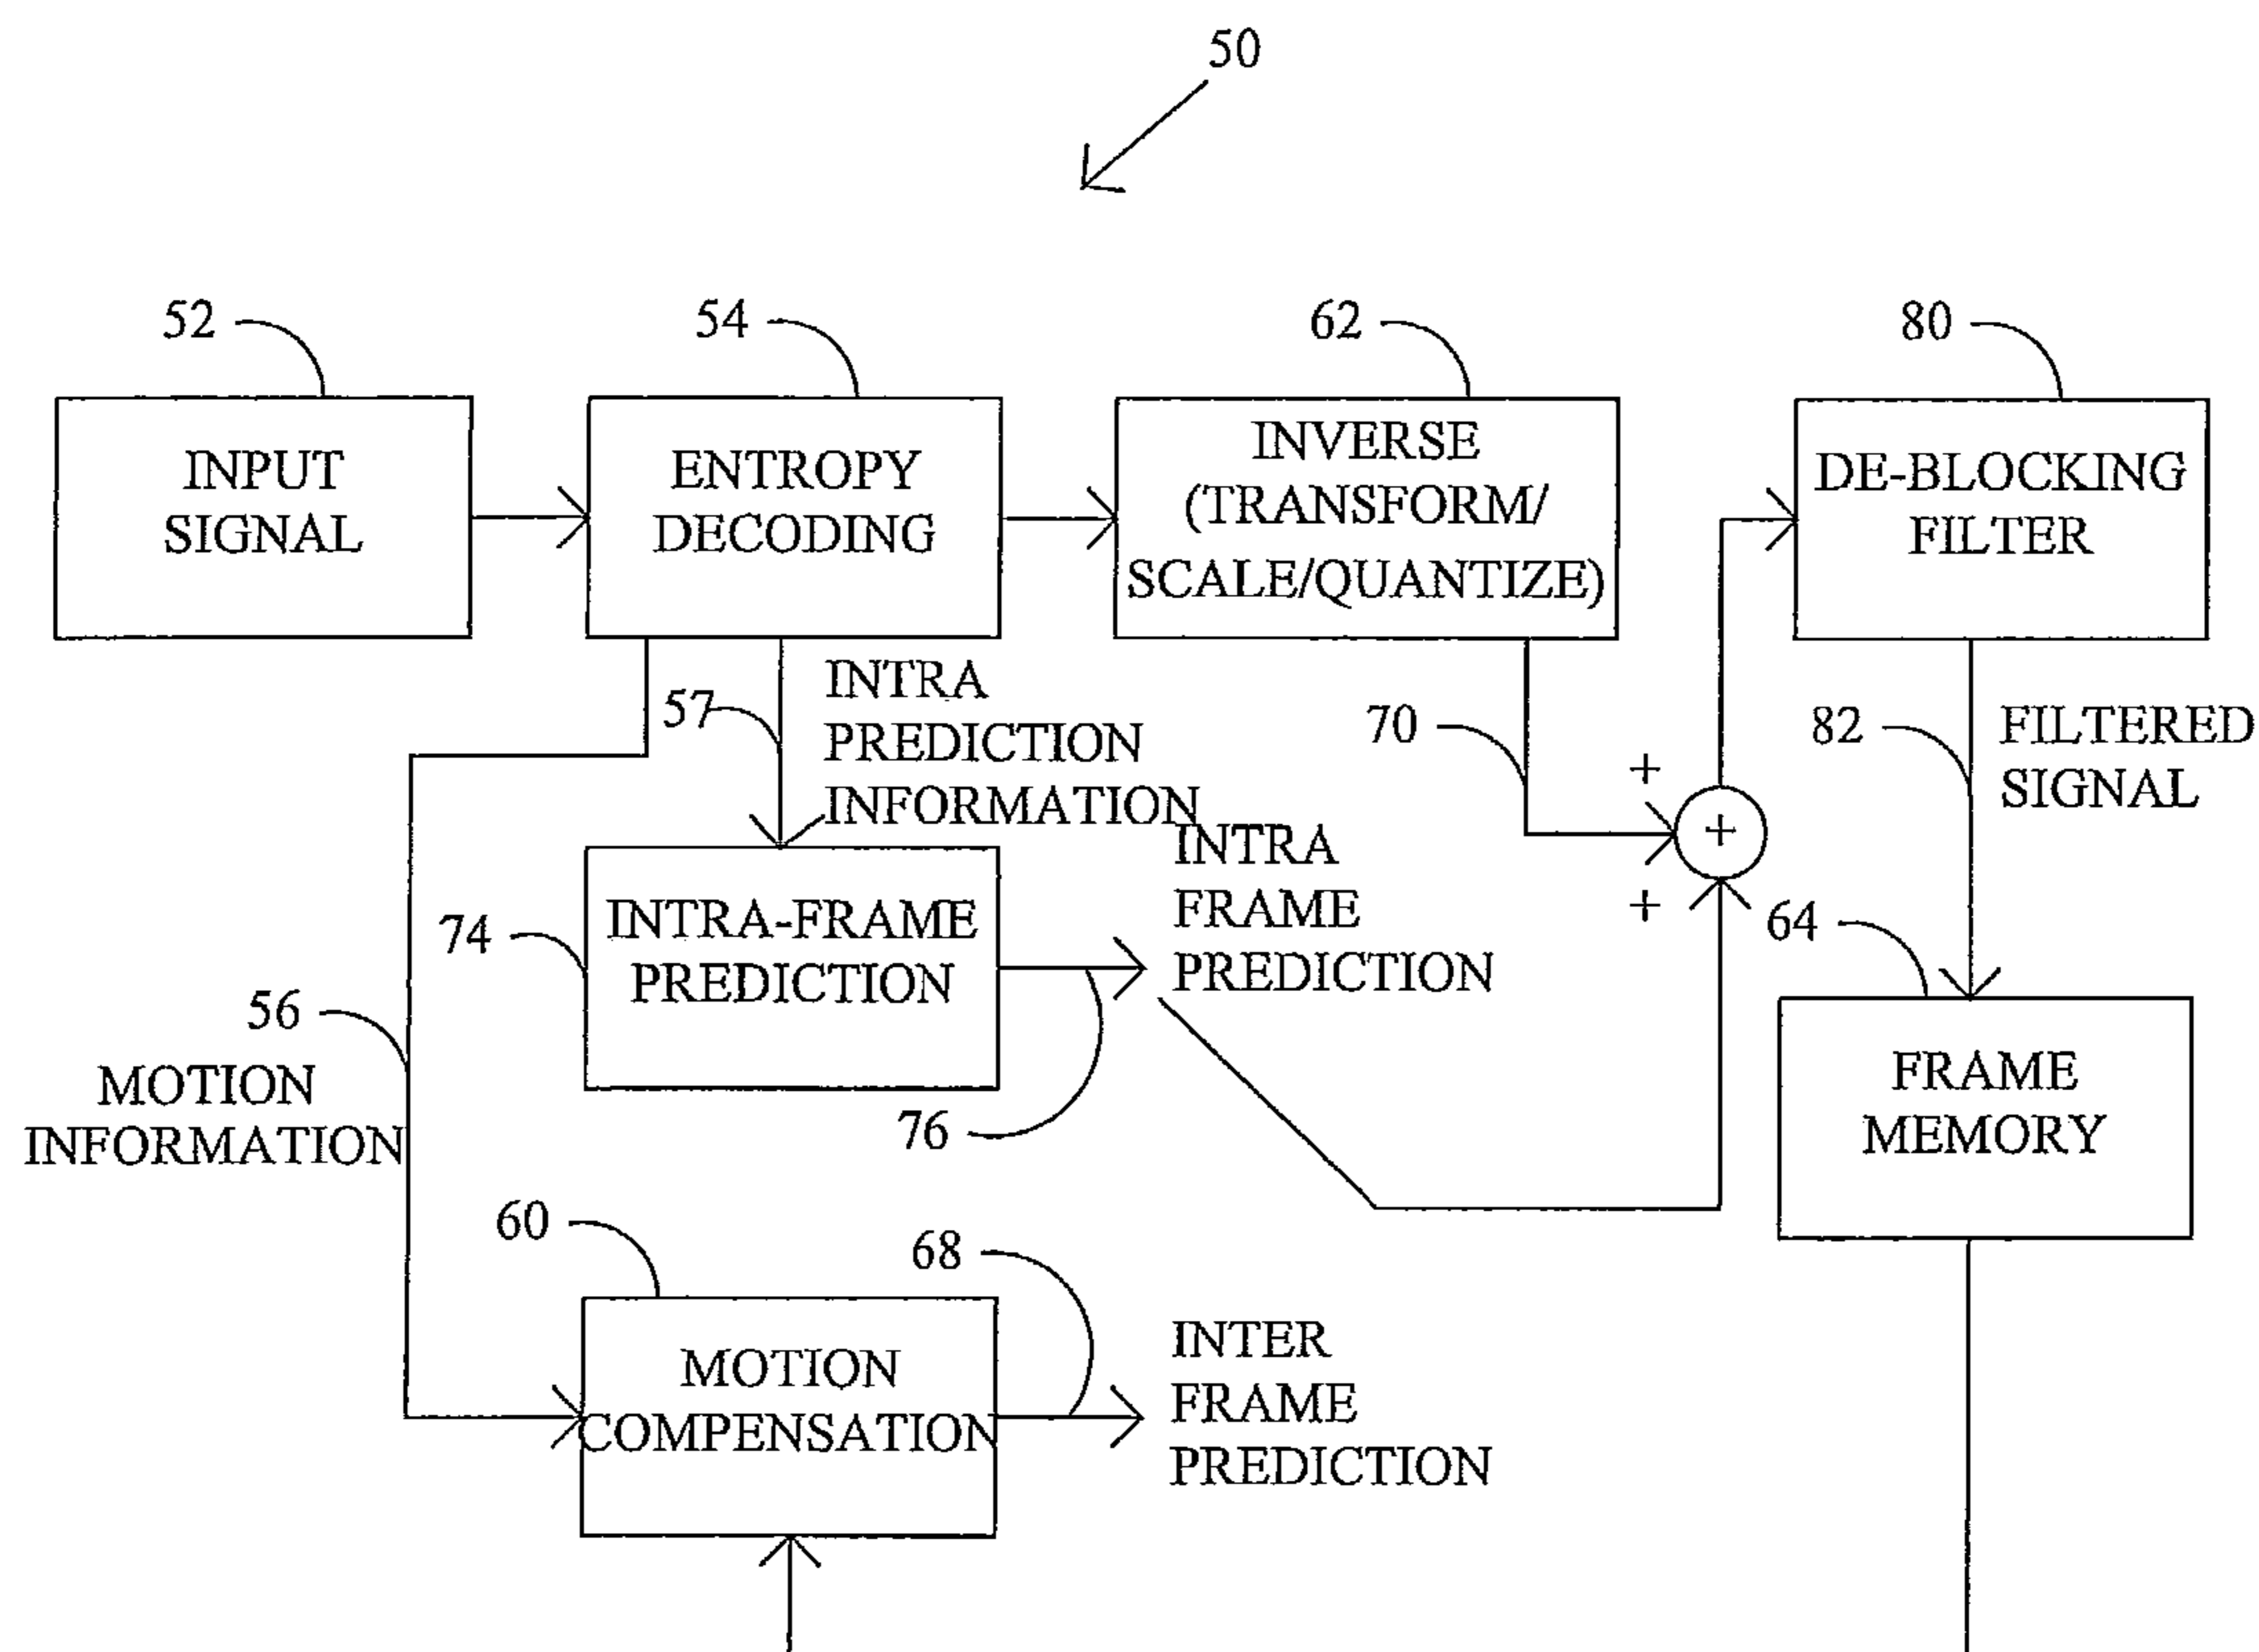 50
52
54
62
80
INPUT
SIGNAL
ENTROPY
DECODING
INVERSE
(TRANSFORM/
SCALE/QUANTIZE)
DE-BLOCKING
FILTER
57
INTRA
PREDICTION
INFORMATION
70
82
FILTERED
SIGNAL
+
+
+
74
INTRA-FRAME
PREDICTION
INTRA
FRAME
PREDICTION
76
64
FRAME
MEMORY
56
MOTION
INFORMATION
60
68
MOTION
COMPENSATION
INTER
FRAME
PREDICTION